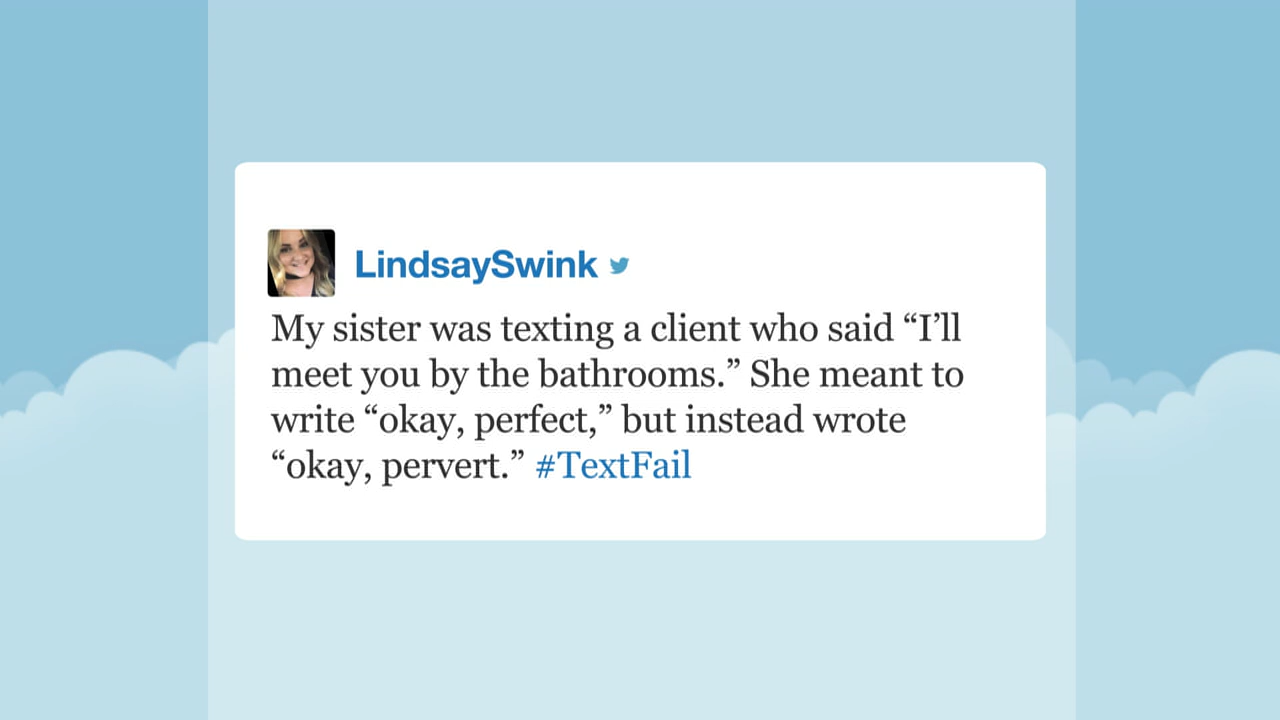 LindsaySwink
My sister was texting a client who said “I’ll
meet you by the bathrooms.” She meant to
write “okay, perfect,” but instead wrote
“okay, pervert.” #TextFail